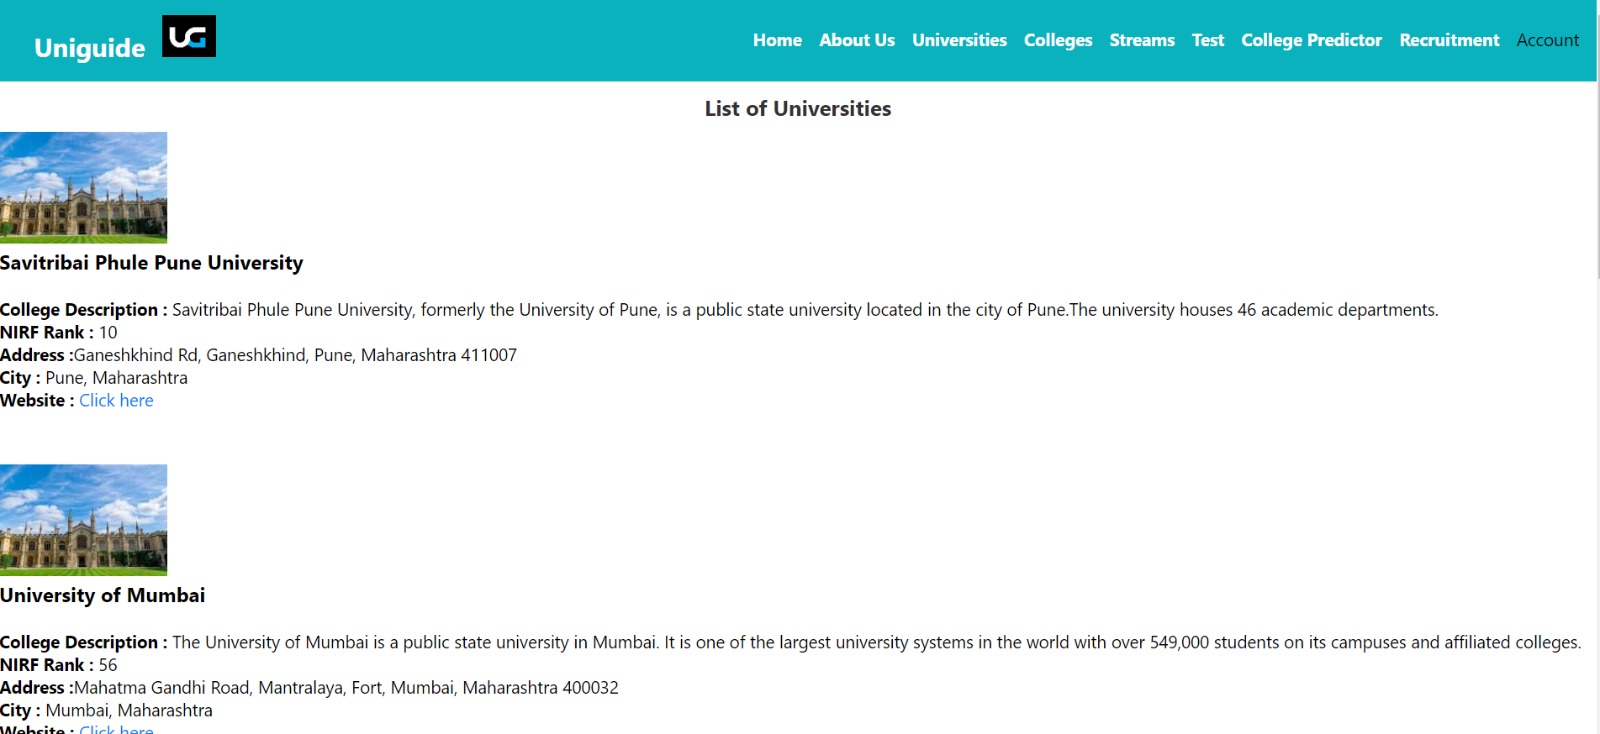 Uniguide UG Home About Us Universities Colleges Streams Test College Predictor Recruitment Account
List of Universities
Savitribai Phule Pune University
College Description : Savitribai Phule Pune University, formerly the University of Pune, is a public state university located in the city of Pune.The university houses 46 academic departments.
NIRF Rank : 10
Address :Ganeshkhind Rd, Ganeshkhind, Pune, Maharashtra 411007
City : Pune, Maharashtra
Website : Click here
University of Mumbai
College Description : The University of Mumbai is a public state university in Mumbai. It is one of the largest university systems in the world with over 549,000 students on its campuses and affiliated colleges.
NIRF Rank : 56
Address :Mahatma Gandhi Road, Mantralaya, Fort, Mumbai, Maharashtra 400032
City : Mumbai, Maharashtra
Website : Click here